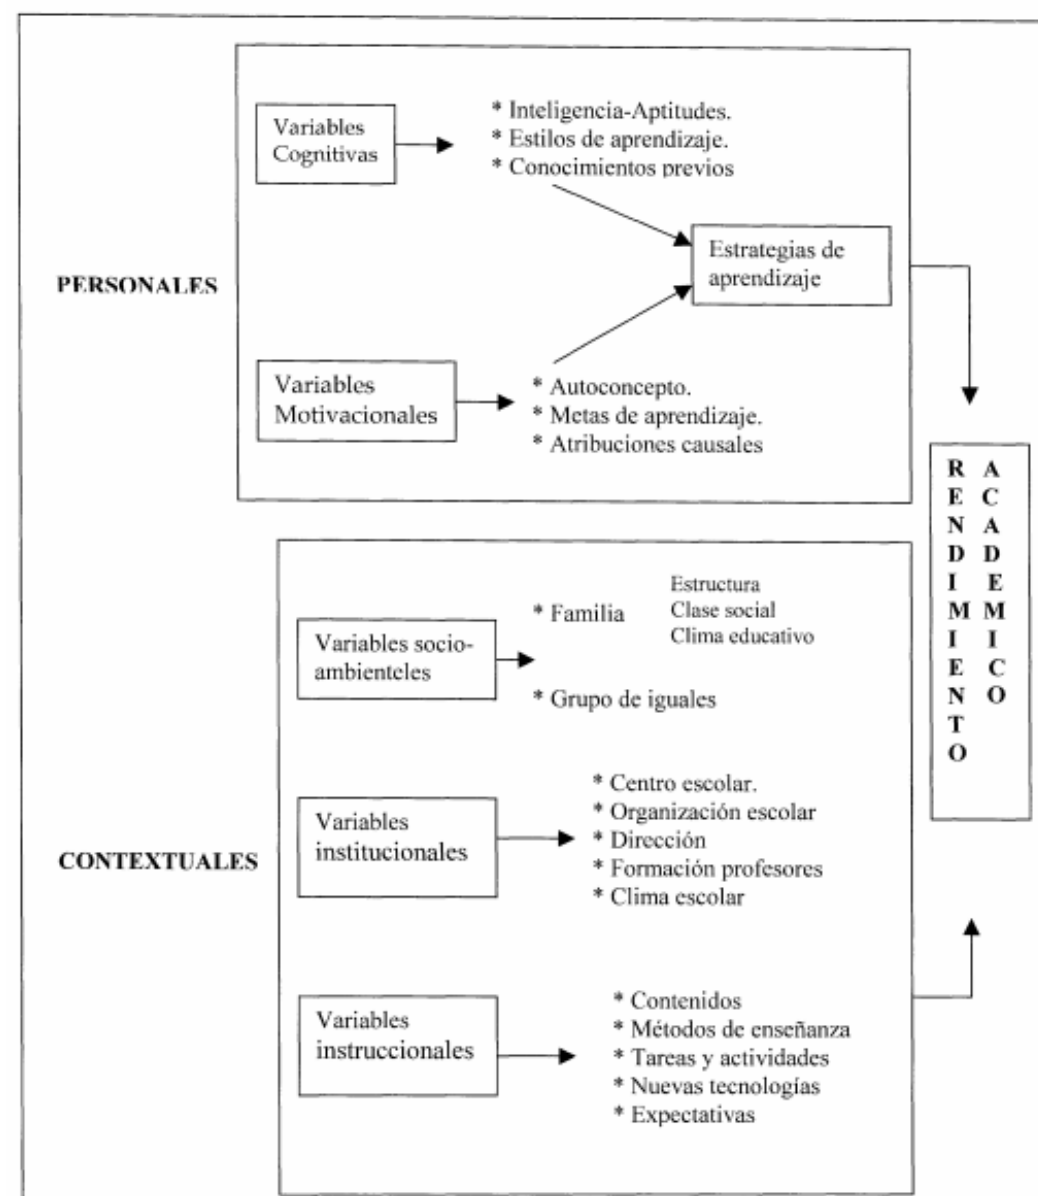 Variables
Cognitivas
* Inteligencia-Aptitudes.
* Estilos de aprendizaje.
* Conocimientos previos
Estrategias de
aprendizaje
PERSONALES
Variables
Motivacionales
* Autoconcepto.
* Metas de aprendizaje.
* Atribuciones causales
RENDIMIENTO
ACADEMICO
Variables socio-
ambienteles
* Familia
Estructura
Clase social
Clima educativo
* Grupo de iguales
CONTEXTUALES
Variables
institucionales
* Centro escolar.
* Organización escolar
* Dirección
* Formación profesores
* Clima escolar
Variables
instruccionales
* Contenidos
* Métodos de enseñanza
* Tareas y actividades
* Nuevas tecnologías
* Expectativas